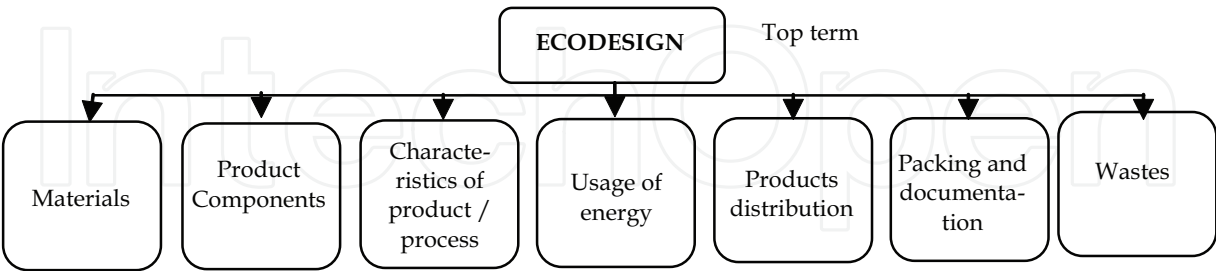 ECODESIGN
Top term
Materials
Product
Components
Characte-
ristics of
product /
process
Usage of
energy
Products
distribution
Packing and
documenta-
tion
Wastes
IntechOpen